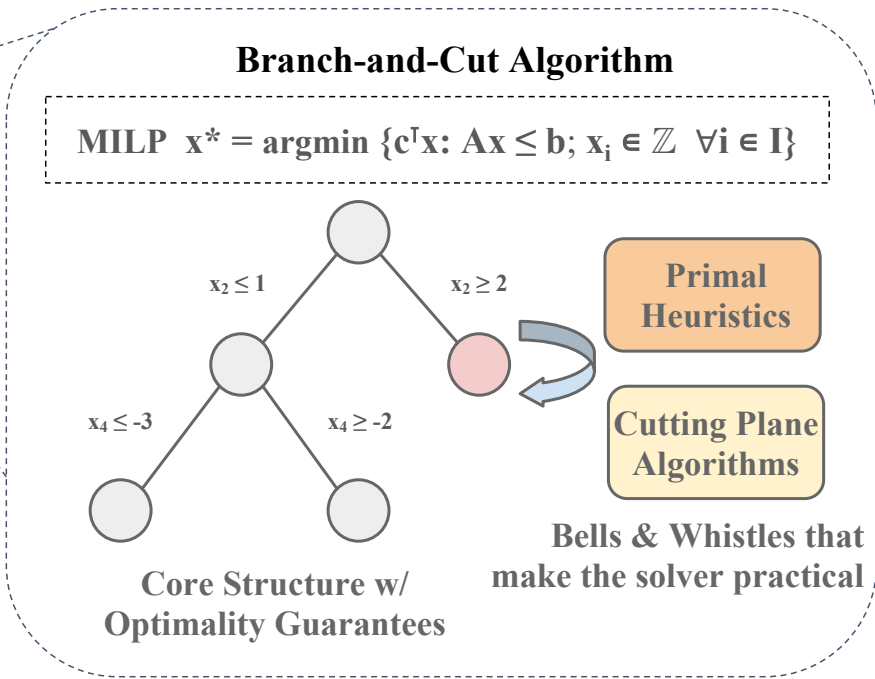 Branch-and-Cut Algorithm
MILP x* = argmin {cᵀx: Ax ≤ b; xᵢ ∈ ℤ ∀i ∈ I}
x₂ ≤ 1
x₂ ≥ 2
Primal
Heuristics
x₄ ≤ -3
x₄ ≥ -2
Cutting Plane
Algorithms
Core Structure w/
Optimality Guarantees
Bells & Whistles that
make the solver practical